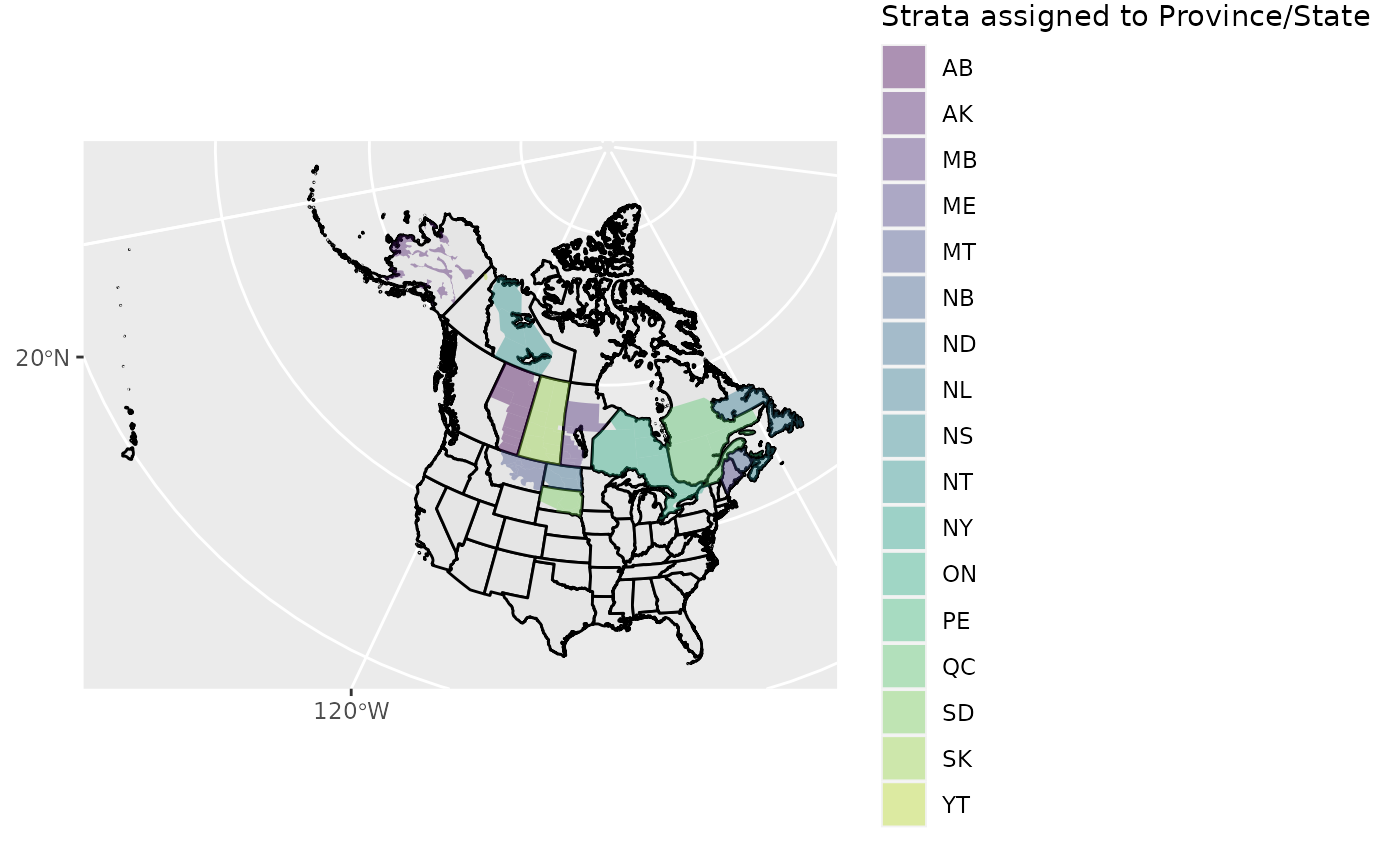 Strata assigned to Province/State
AB
AK
MB
ME
MT
NB
ND
NL
NS
NT
NY
ON
PE
QC
SD
SK
YT
20°N
120°W